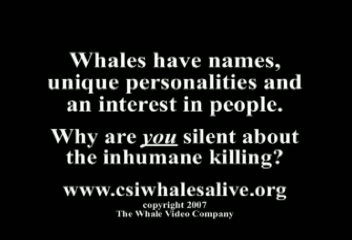 Whales have names,
unique personalities and
an interest in people.
Why are you silent about
the inhumane killing?
www.csiwhalesalive.org
copyright 2007
The Whale Video Company